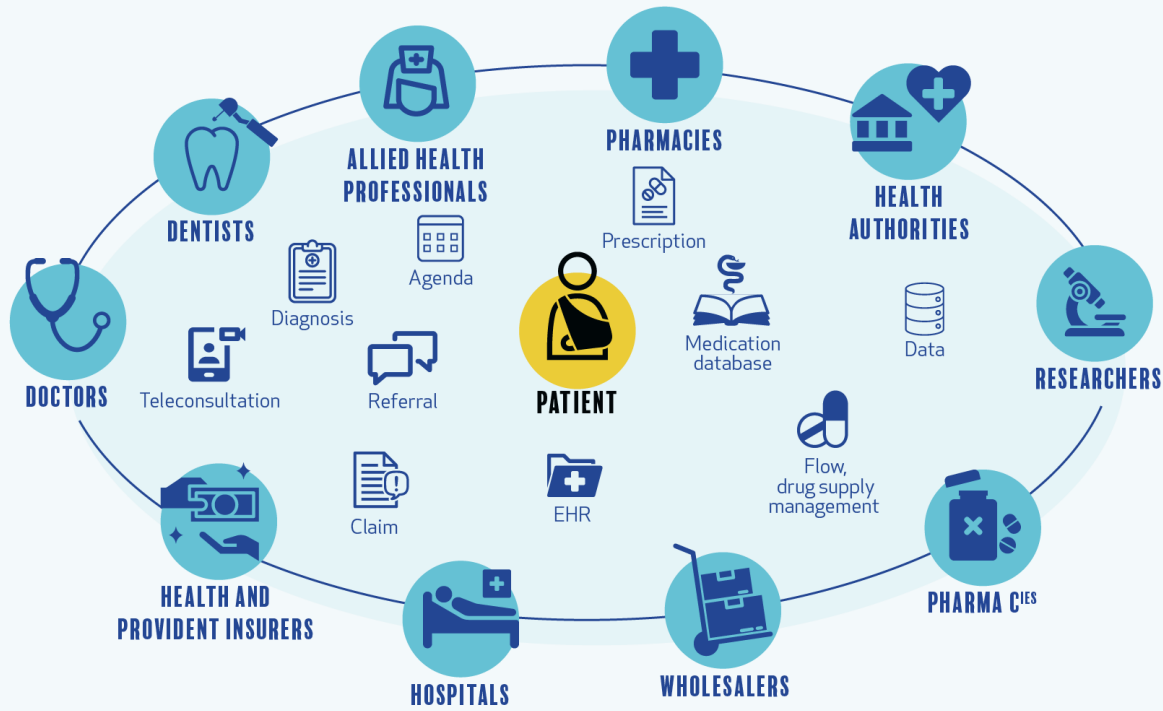 PHARMACIES
ALLIED HEALTH
PROFESSIONALS
HEALTH
AUTHORITIES
DENTISTS
Prescription
Agenda
Diagnosis
Medication
database
Data
RESEARCHERS
DOCTORS
Teleconsultation
Referral
PATIENT
Flow,
drug supply
management
Claim
EHR
HEALTH AND
PROVIDENT INSURERS
PHARMA CIES
HOSPITALS
WHOLESALERS